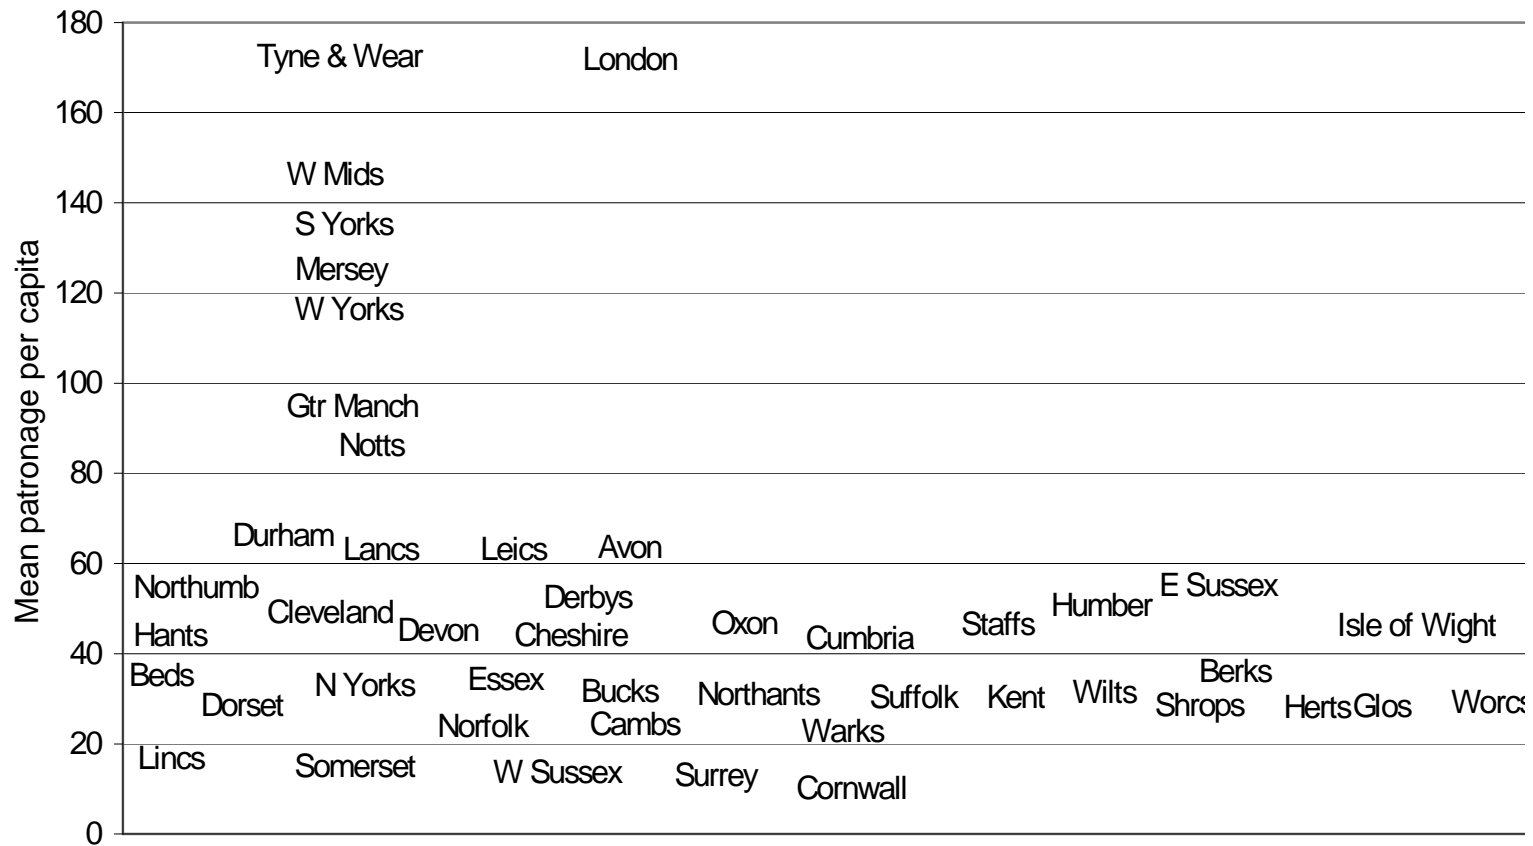 180
Tyne & Wear
London
160
W Mids
140
S Yorks
Mersey
120
W Yorks
100
Gtr Manch
Notts
80
Durham
Lancs
Leics
Avon
60
Northumb
Cleveland
Derbys
Humber
E Sussex
Hants
Devon
Cheshire
Oxon
Cumbria
Staffs
Isle of Wight
40
Beds
Dorset
N Yorks
Essex
Bucks
Northants
Suffolk
Kent
Wilts
Berks
Shrops
Herts
Glos
Worcs
Norfolk
Cambs
Warks
20
Lincs
Somerset
W Sussex
Surrey
Cornwall
0
Mean patronage per capita